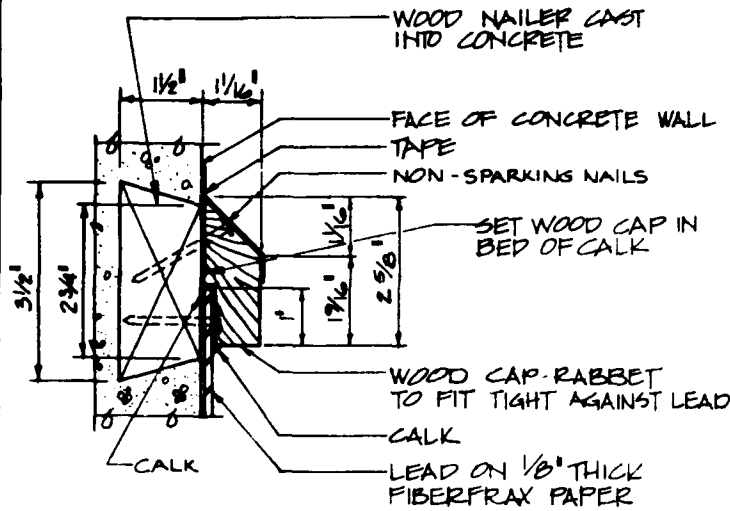 WOOD NAILER CAST
INTO CONCRETE
1 1/2"
1 1/16"
FACE OF CONCRETE WALL
TAPE
NON-SPARKING NAILS
SET WOOD CAP IN
BED OF CALK
3 1/2"
2 3/4"
1 1/16"
1 9/16"
2 5/8"
1"
WOOD CAP-RABBET
TO FIT TIGHT AGAINST LEAD
CALK
CALK
LEAD ON 1/8" THICK
FIBERFRAX PAPER